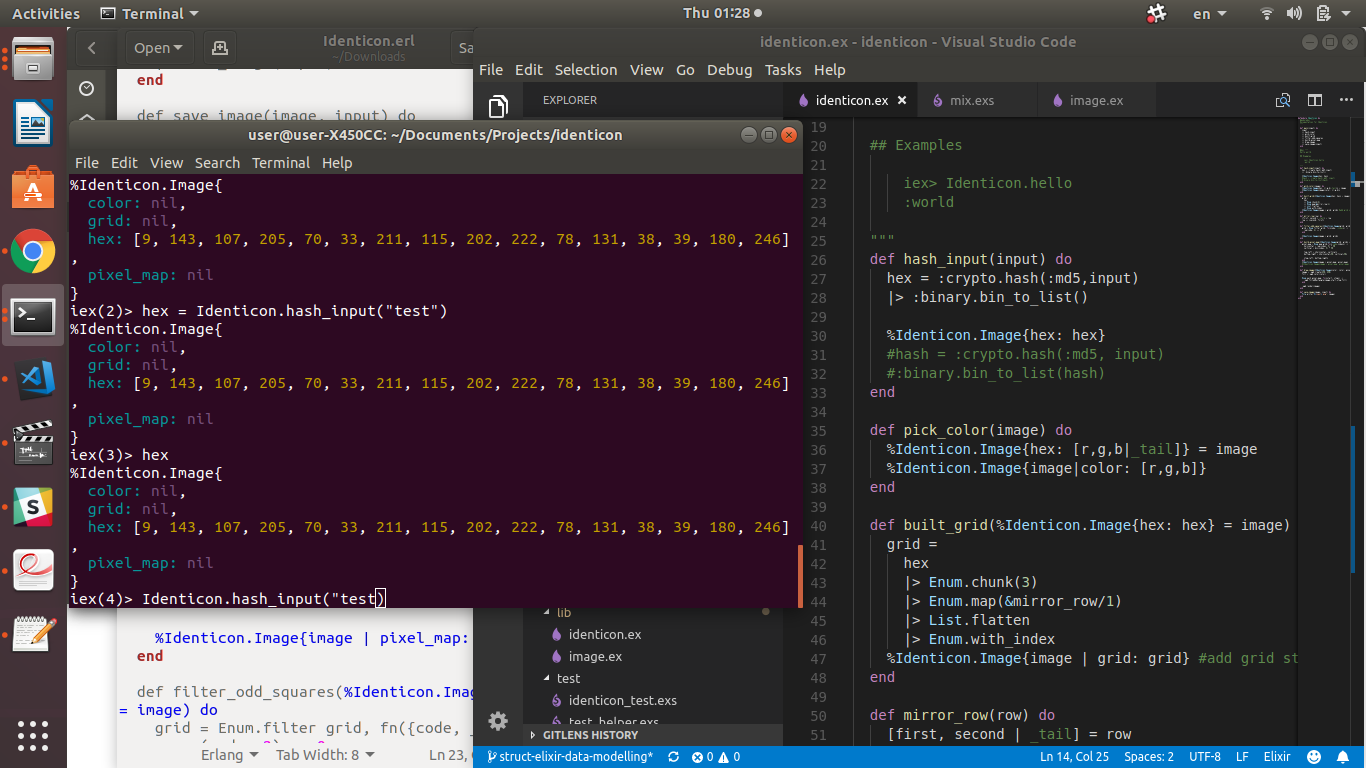 Activities Terminal Thu 01:28 en
Open Identicon.erl Sa
~/Downloads
end
def save_image(image, input) do
user@user-X450CC: ~/Documents/Projects/identicon
File Edit View Search Terminal Help
%Identicon.Image{
color: nil,
grid: nil,
hex: [9, 143, 107, 205, 70, 33, 211, 115, 202, 222, 78, 131, 38, 39, 180, 246]
,
pixel_map: nil
}
iex(2)> hex = Identicon.hash_input("test")
%Identicon.Image{
color: nil,
grid: nil,
hex: [9, 143, 107, 205, 70, 33, 211, 115, 202, 222, 78, 131, 38, 39, 180, 246]
,
pixel_map: nil
}
iex(3)> hex
%Identicon.Image{
color: nil,
grid: nil,
hex: [9, 143, 107, 205, 70, 33, 211, 115, 202, 222, 78, 131, 38, 39, 180, 246]
,
pixel_map: nil
}
iex(4)> Identicon.hash_input("test)
%Identicon.Image{image | pixel_map:
end
def filter_odd_squares(%Identicon.Imag
= image) do
grid = Enum.filter grid, fn({code, _
Erlang Tab Width: 8 Ln 23,
identicon.ex - identicon - Visual Studio Code
File Edit Selection View Go Debug Tasks Help
EXPLORER
identicon.ex mix.exs image.ex
lib
identicon.ex
image.ex
test
identicon_test.exs
test_helper.exs
GITLENS HISTORY
19
20 ## Examples
21
22 iex> Identicon.hello
23 :world
24
25 """
26 def hash_input(input) do
27 hex = :crypto.hash(:md5,input)
28 |> :binary.bin_to_list()
29
30 %Identicon.Image{hex: hex}
31 #hash = :crypto.hash(:md5, input)
32 #:binary.bin_to_list(hash)
33 end
34
35 def pick_color(image) do
36 %Identicon.Image{hex: [r,g,b|_tail]} = image
37 %Identicon.Image{image|color: [r,g,b]}
38 end
39
40 def built_grid(%Identicon.Image{hex: hex} = image)
41 grid =
42 hex
43 |> Enum.chunk(3)
44 |> Enum.map(&mirror_row/1)
45 |> List.flatten
46 |> Enum.with_index
47 %Identicon.Image{image | grid: grid} #add grid st
48 end
49
50 def mirror_row(row) do
51 [first, second | _tail] = row
struct-elixir-data-modelling* 0 0 Ln 14, Col 25 Spaces: 2 UTF-8 LF Elixir